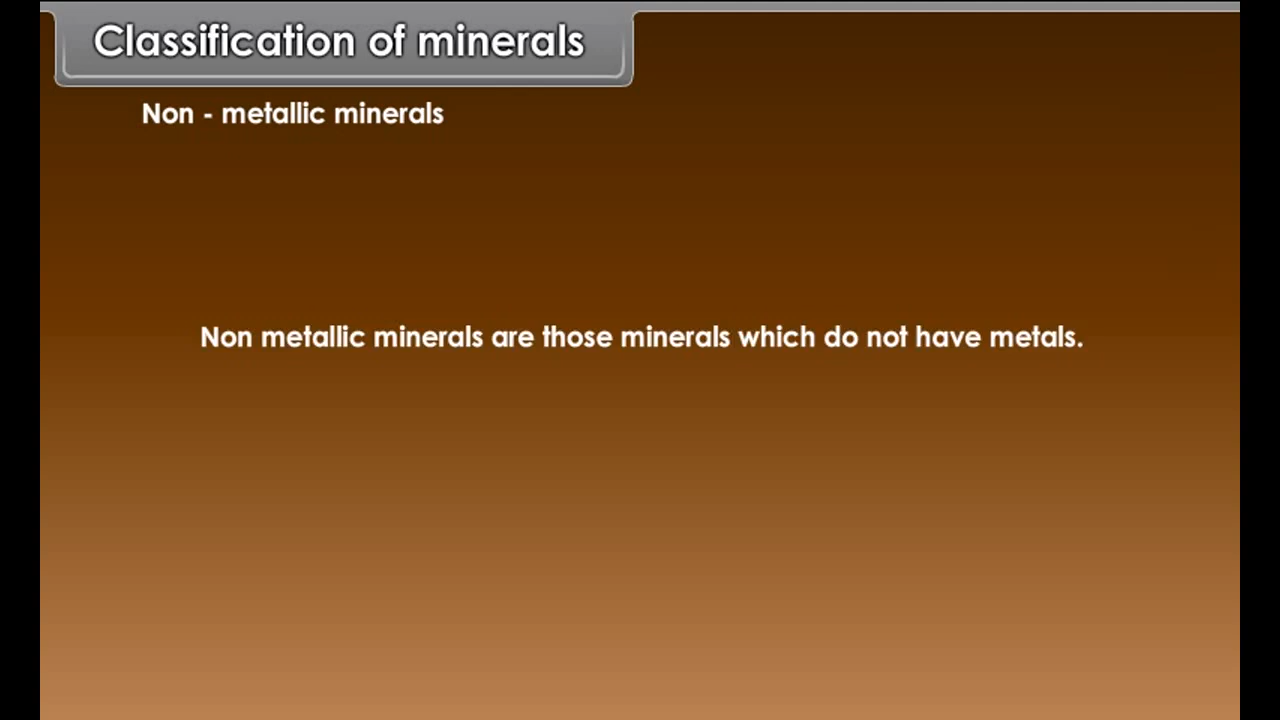 Classification of minerals
Non - metallic minerals
Non metallic minerals are those minerals which do not have metals.